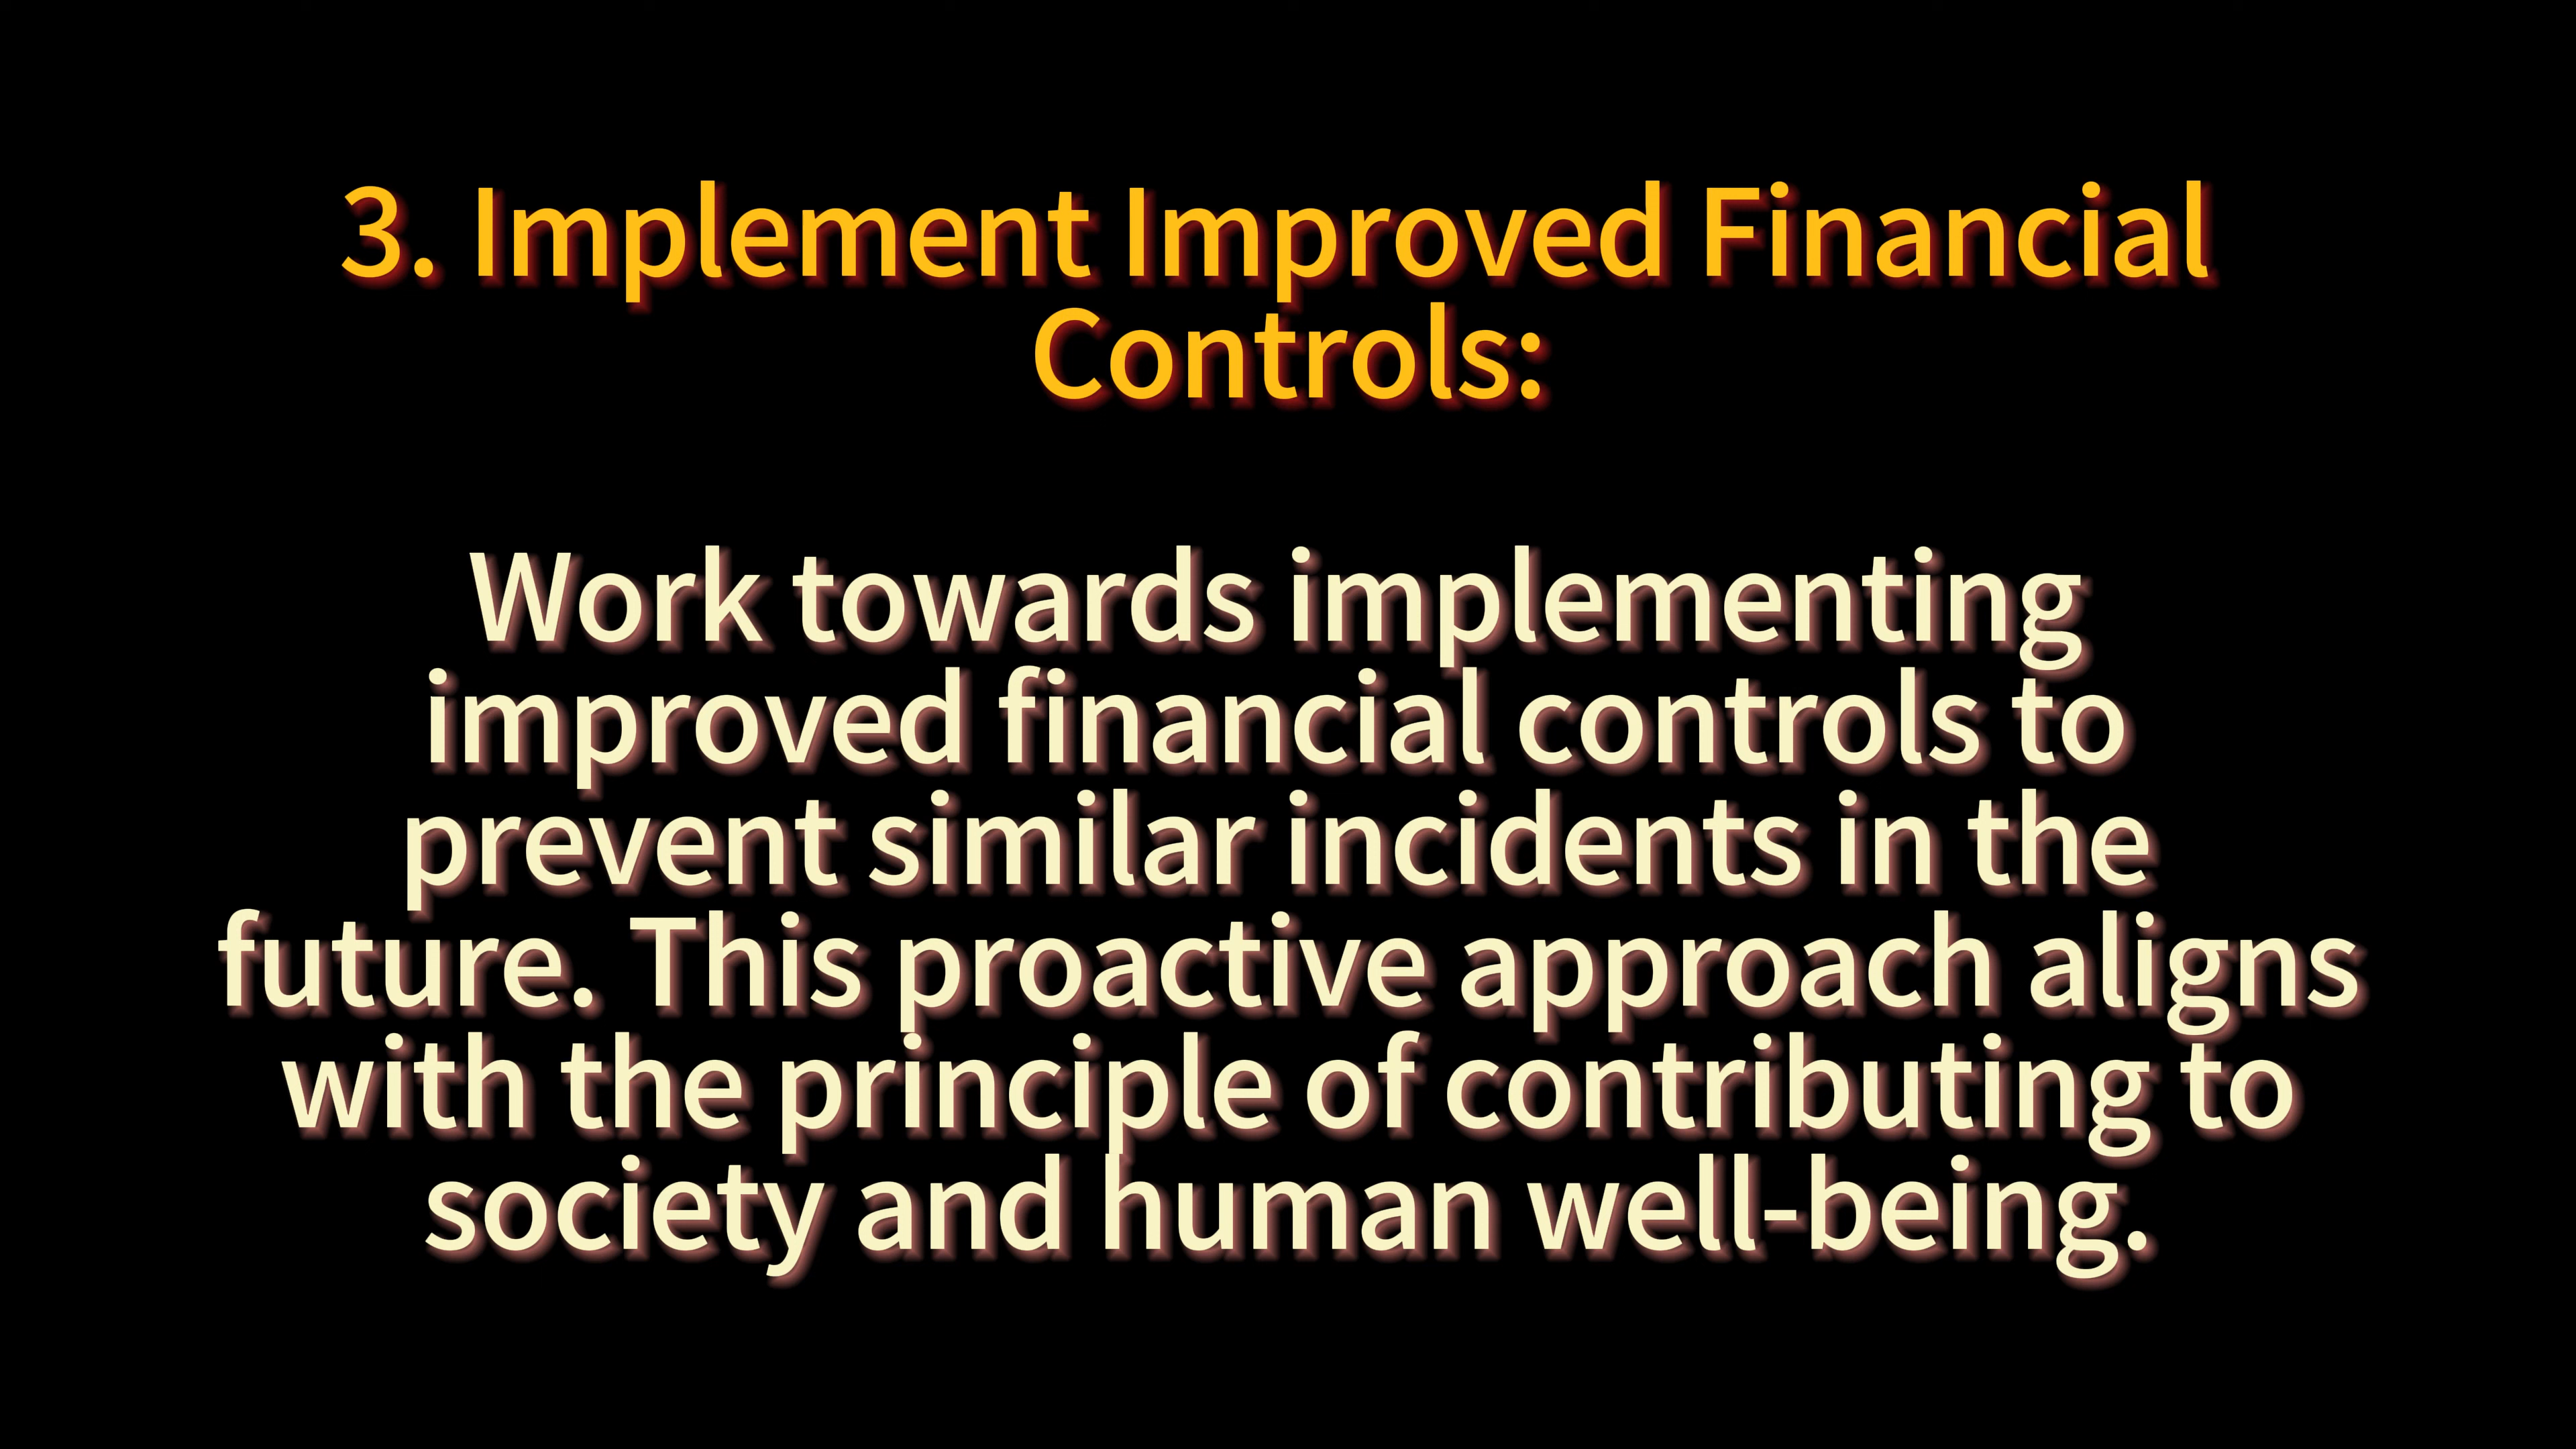 3. Implement Improved Financial
Controls:
Work towards implementing
improved financial controls to
prevent similar incidents in the
future. This proactive approach aligns
with the principle of contributing to
society and human well-being.